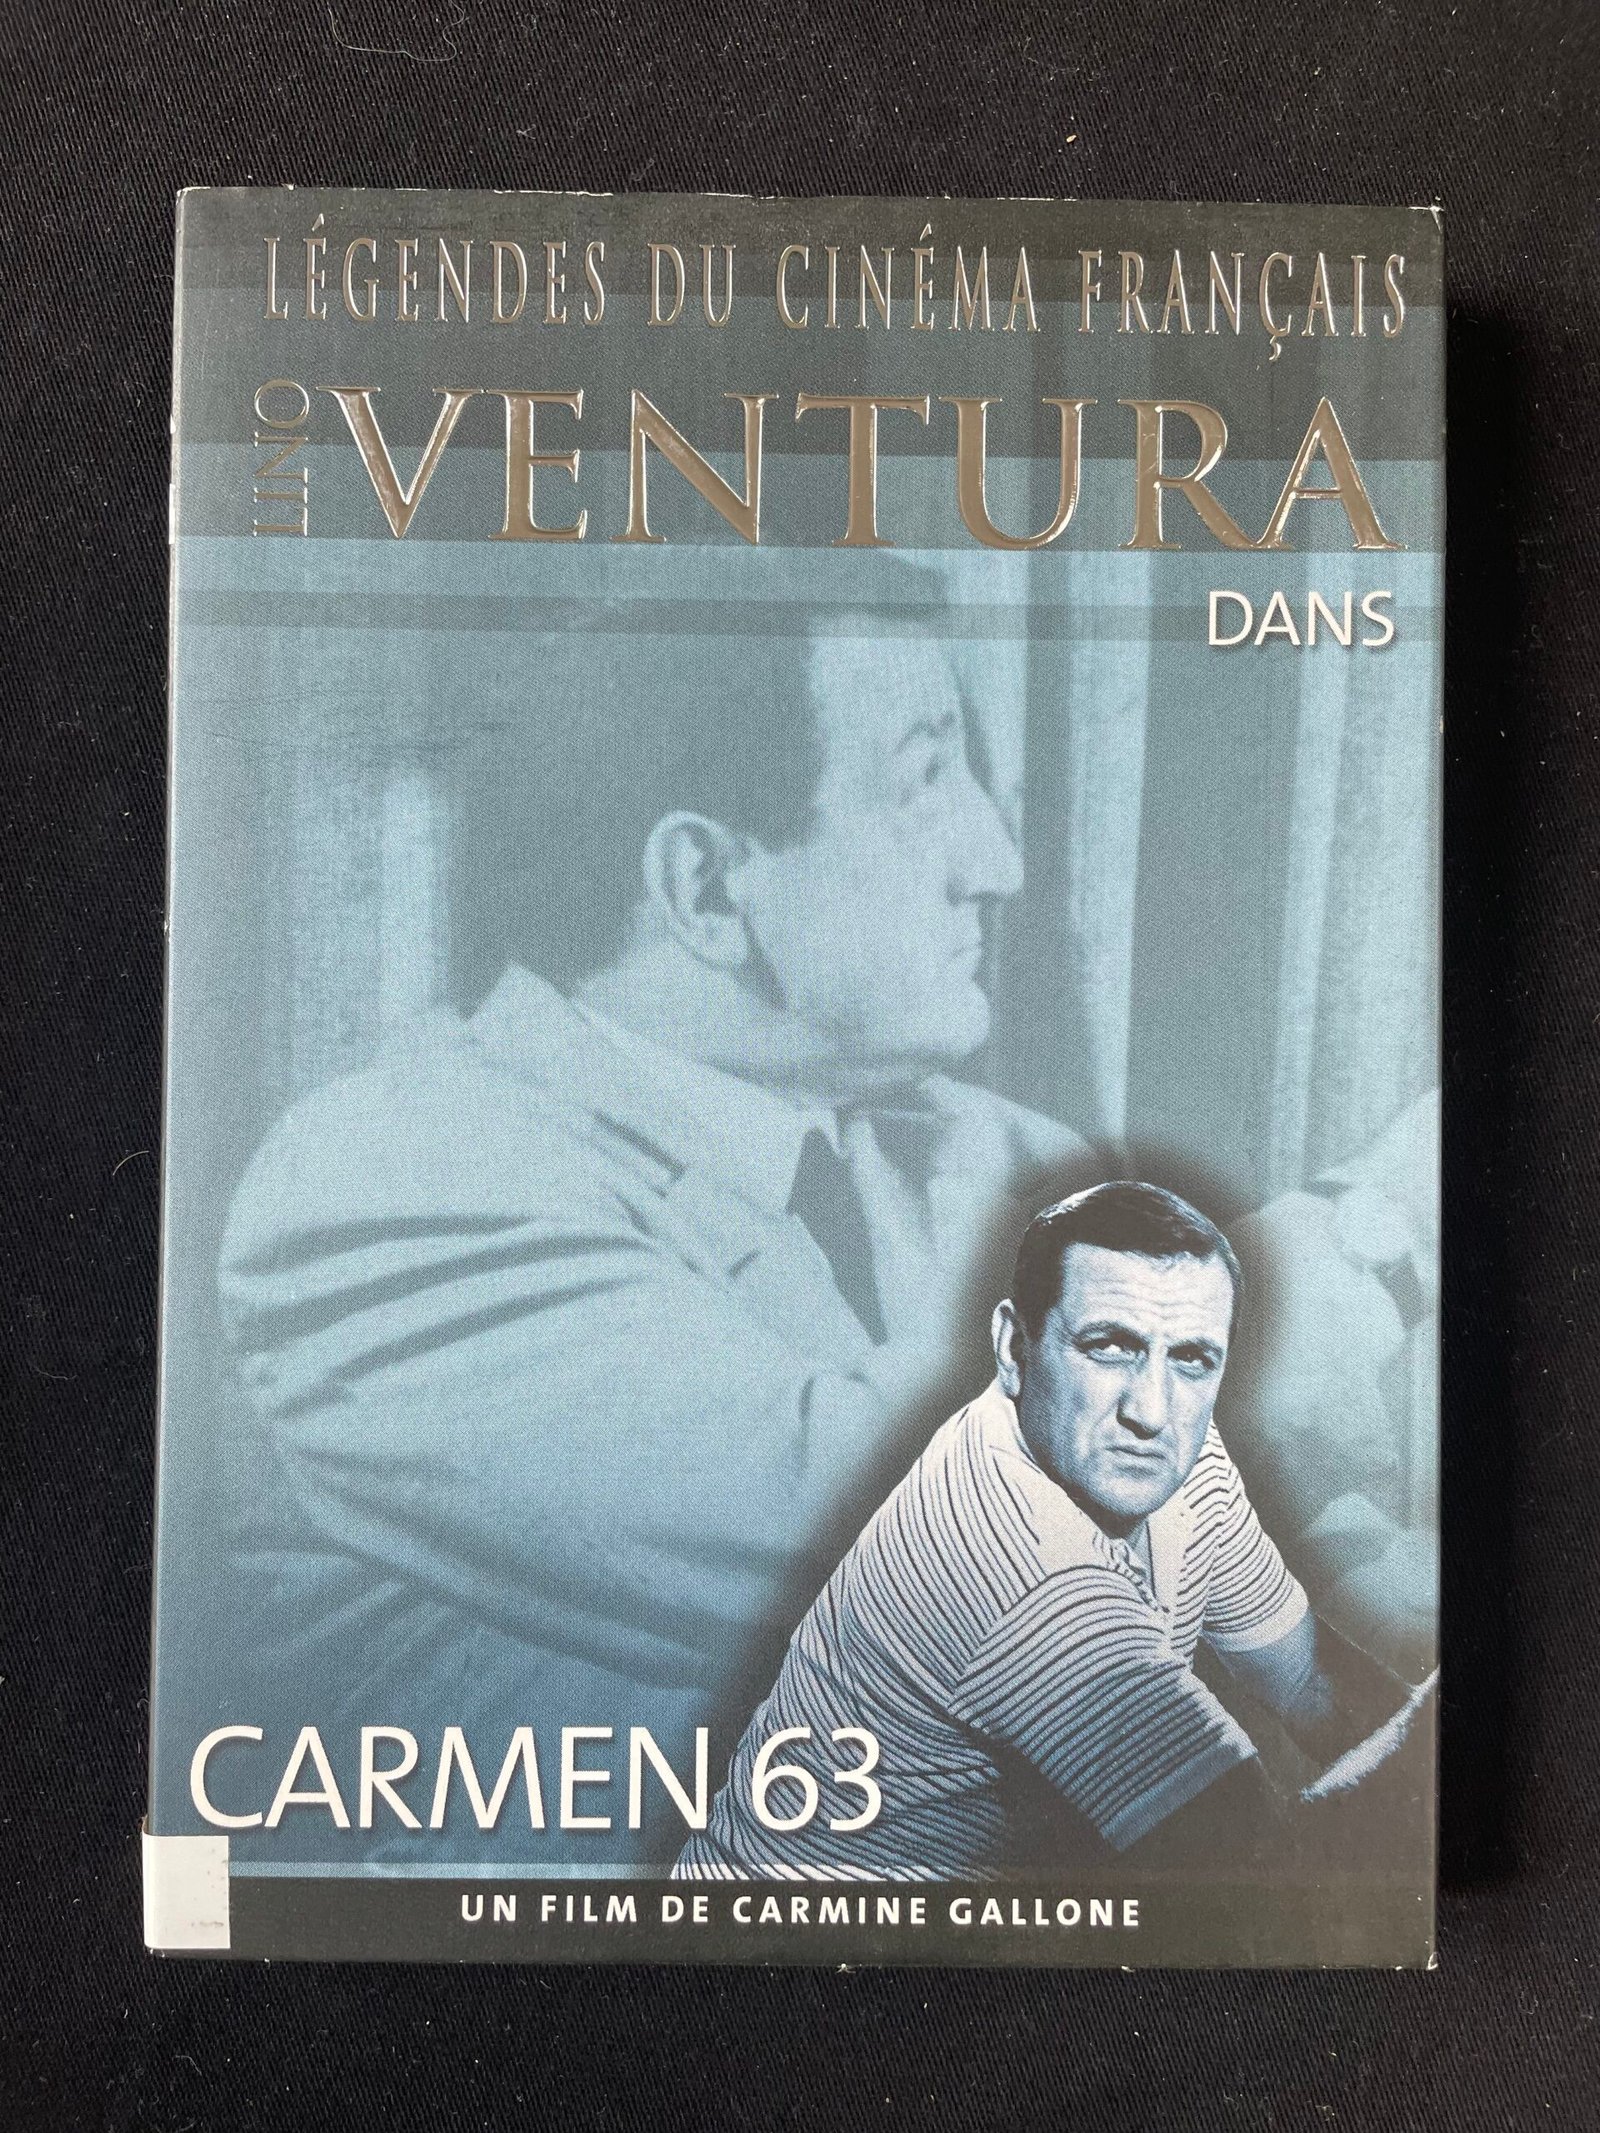 LÉGENDES DU CINÉMA FRANÇAIS
LINO VENTURA
DANS
CARMEN 63
UN FILM DE CARMINE GALLONE